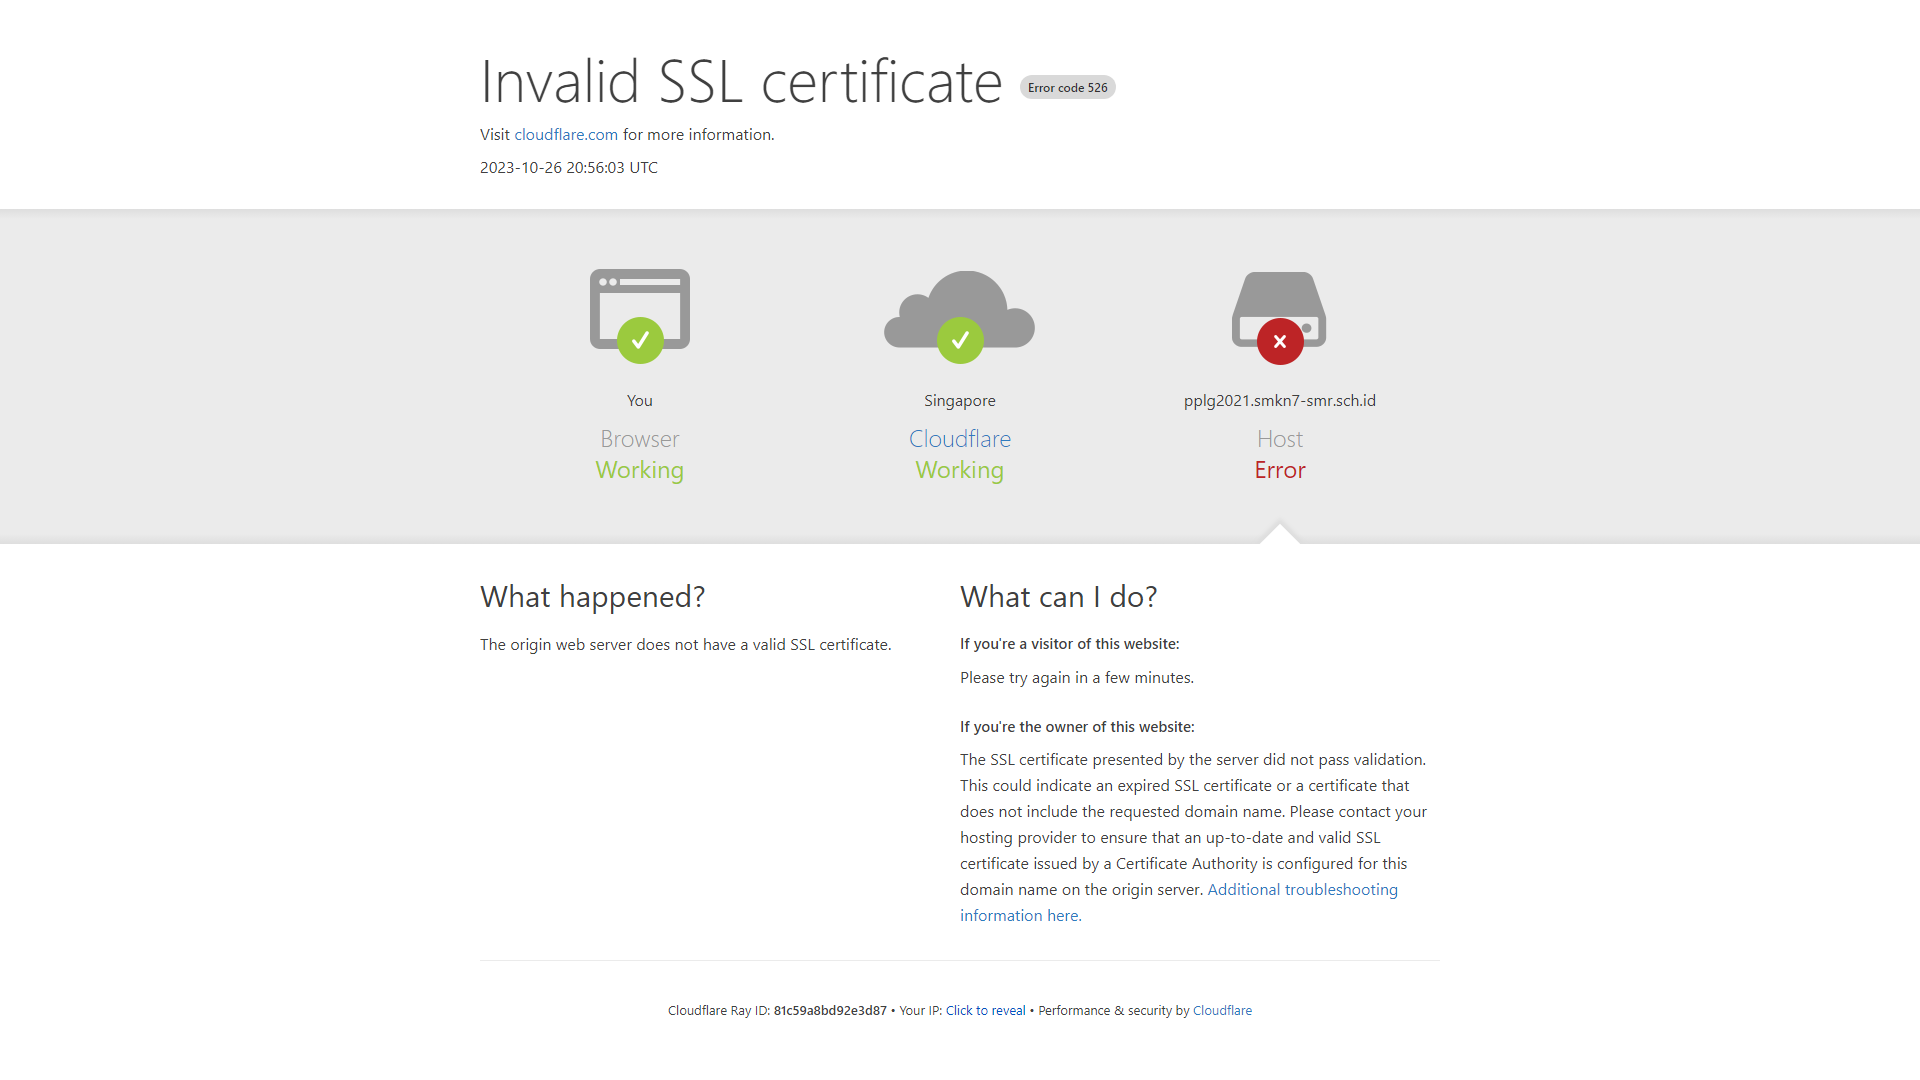 Invalid SSL certificate Error code 526
Visit cloudflare.com for more information.
2023-10-26 20:56:03 UTC
You
Browser
Working
Singapore
Cloudflare
Working
pplg2021.smkn7-smr.sch.id
Host
Error
What happened?
The origin web server does not have a valid SSL certificate.
What can I do?
If you're a visitor of this website:
Please try again in a few minutes.
If you're the owner of this website:
The SSL certificate presented by the server did not pass validation.
This could indicate an expired SSL certificate or a certificate that
does not include the requested domain name. Please contact your
hosting provider to ensure that an up-to-date and valid SSL
certificate issued by a Certificate Authority is configured for this
domain name on the origin server. Additional troubleshooting
information here.
Cloudflare Ray ID: 81c59a8bd92e3d87 • Your IP: Click to reveal • Performance & security by Cloudflare